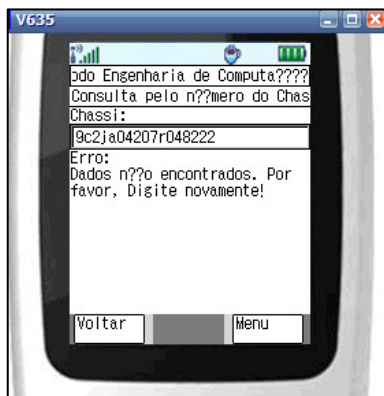 V635
odo Engenharia de Computa????
Consulta pelo n??mero do Chas
Chassi:
9c2ja04207r048222
Erro:
Dados n??o encontrados. Por
favor, Digite novamente!
Voltar
Menu